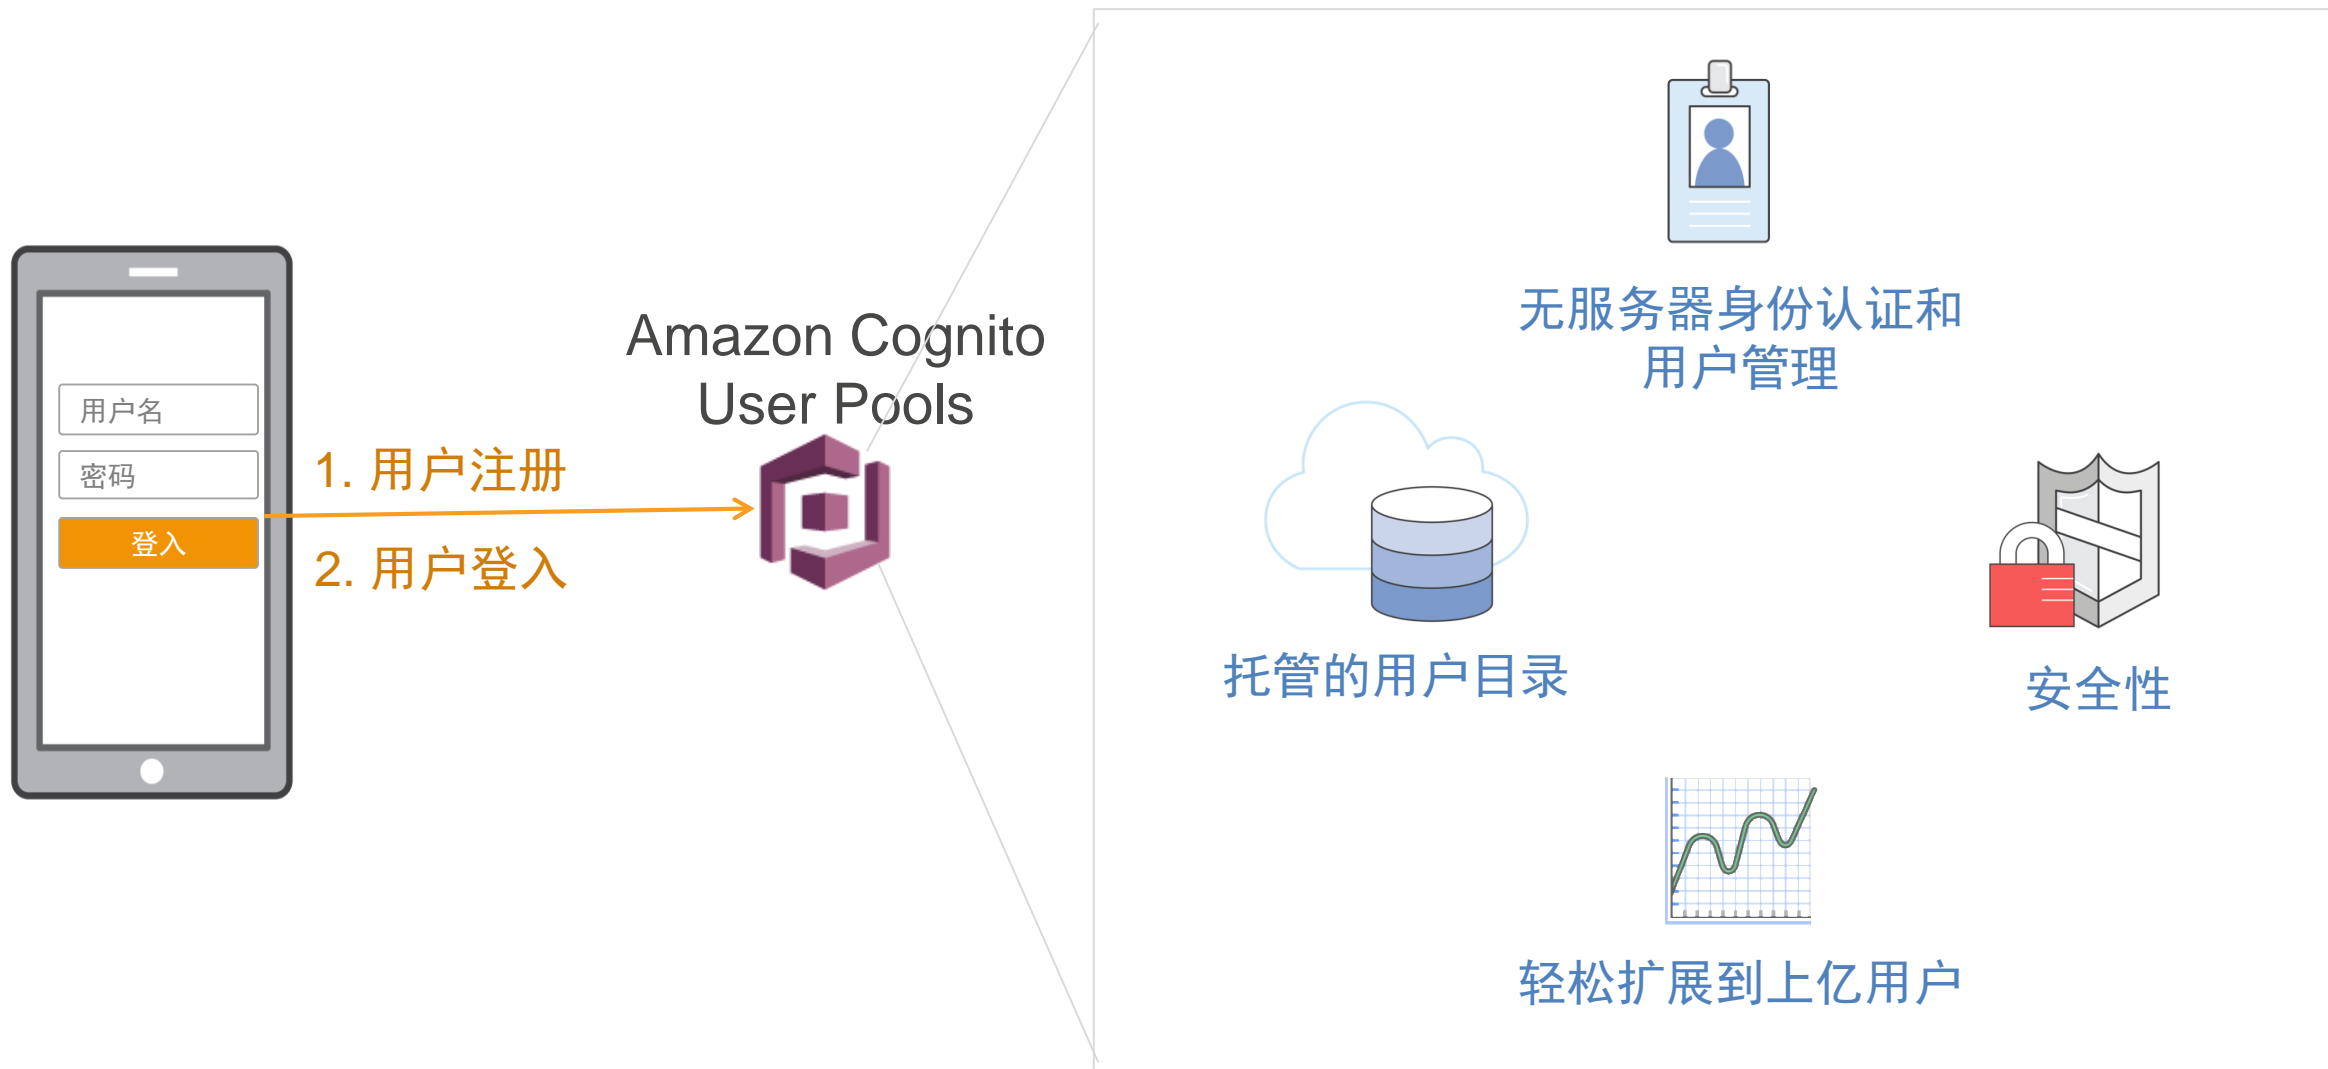 用户名
密码
登入
1. 用户注册
2. 用户登入
Amazon Cognito
User Pools
无服务器身份认证和
用户管理
托管的用户目录
安全性
轻松扩展到上亿用户